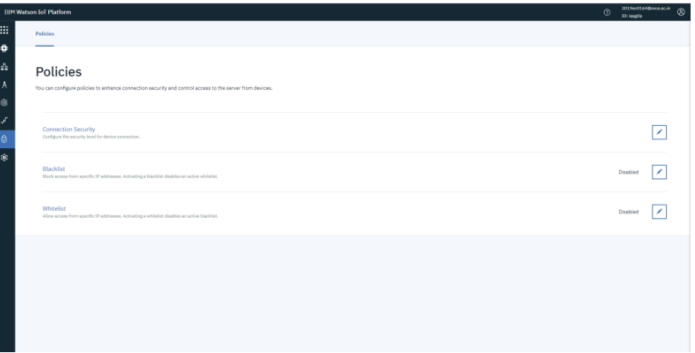 IBM Watson IoT Platform
Policies
Policies
You can configure policies to enhance connection security and control access to the server from devices.
Connection Security
Configure the security level for device connection.
Blacklist
Block access from specific IP addresses. Activating a blacklist disables an active whitelist.
Disabled
Whitelist
Allow access from specific IP addresses. Activating a whitelist disables an active blacklist.
Disabled